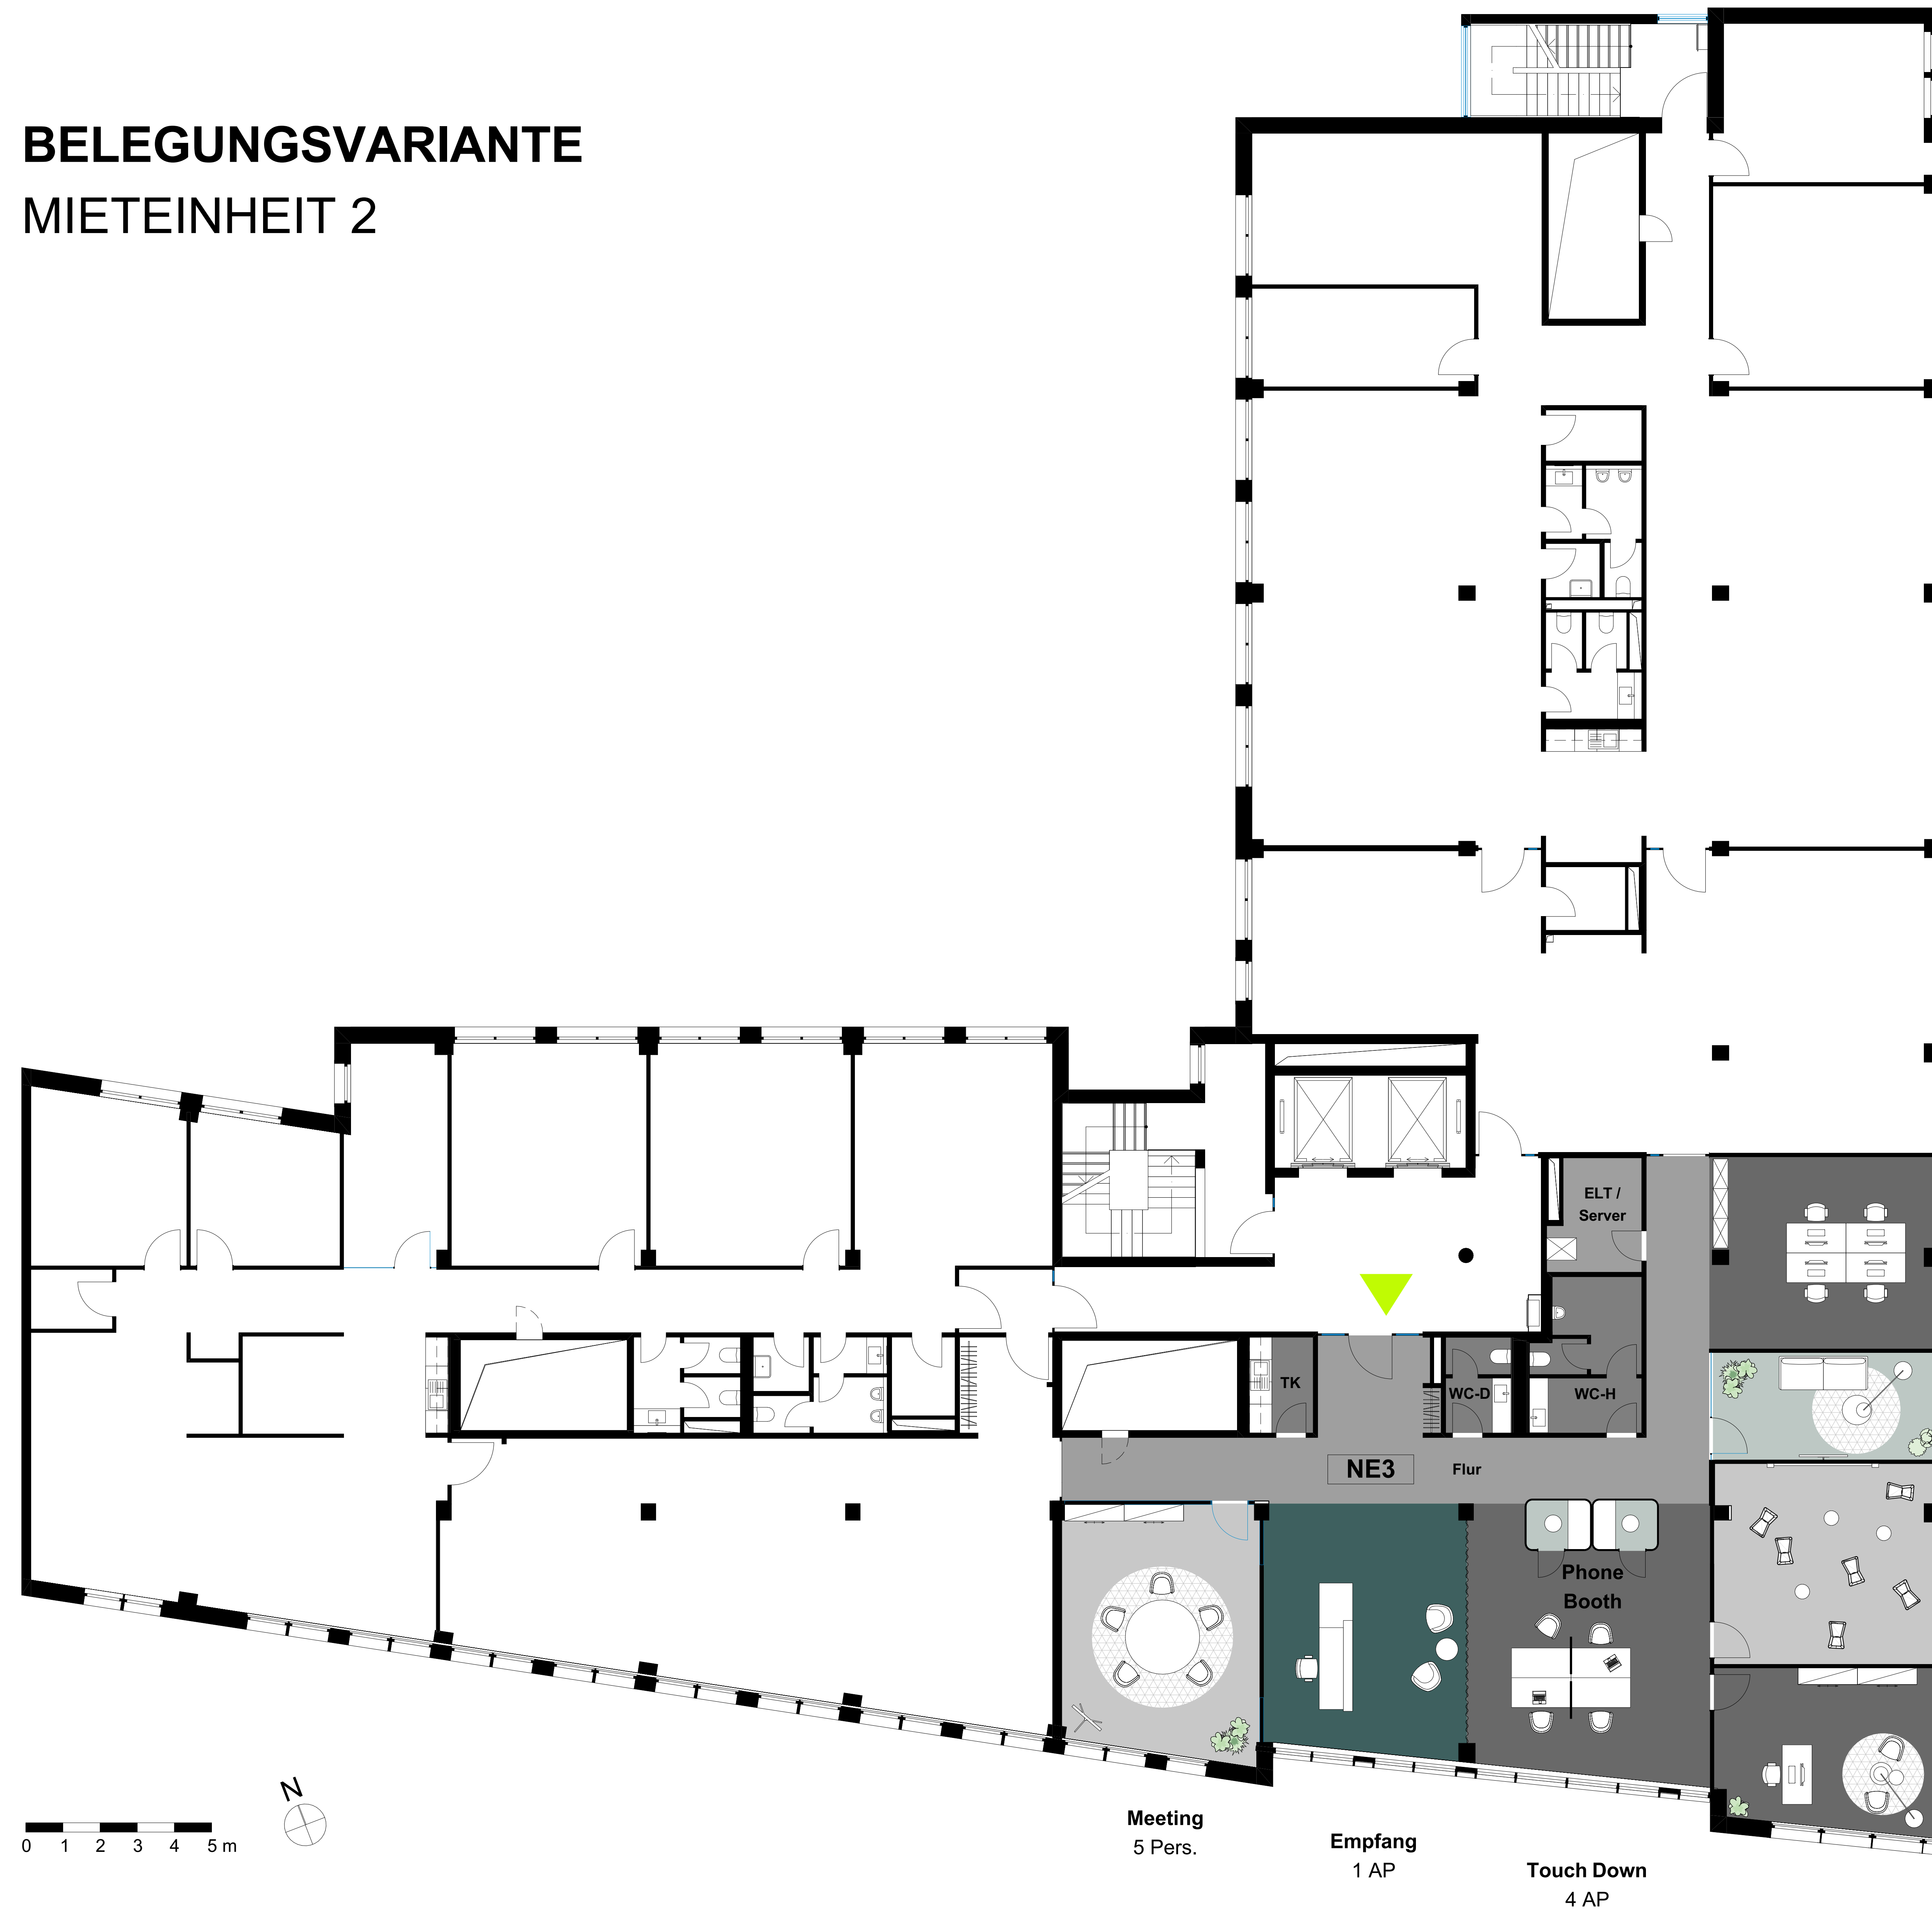 BELEGUNGSVARIANTE
MIETEINHEIT 2
ELT /
Server
TK
WC-D
WC-H
NE3
Flur
Phone
Booth
N
0 1 2 3 4 5 m
Meeting
5 Pers.
Empfang
1 AP
Touch Down
4 AP